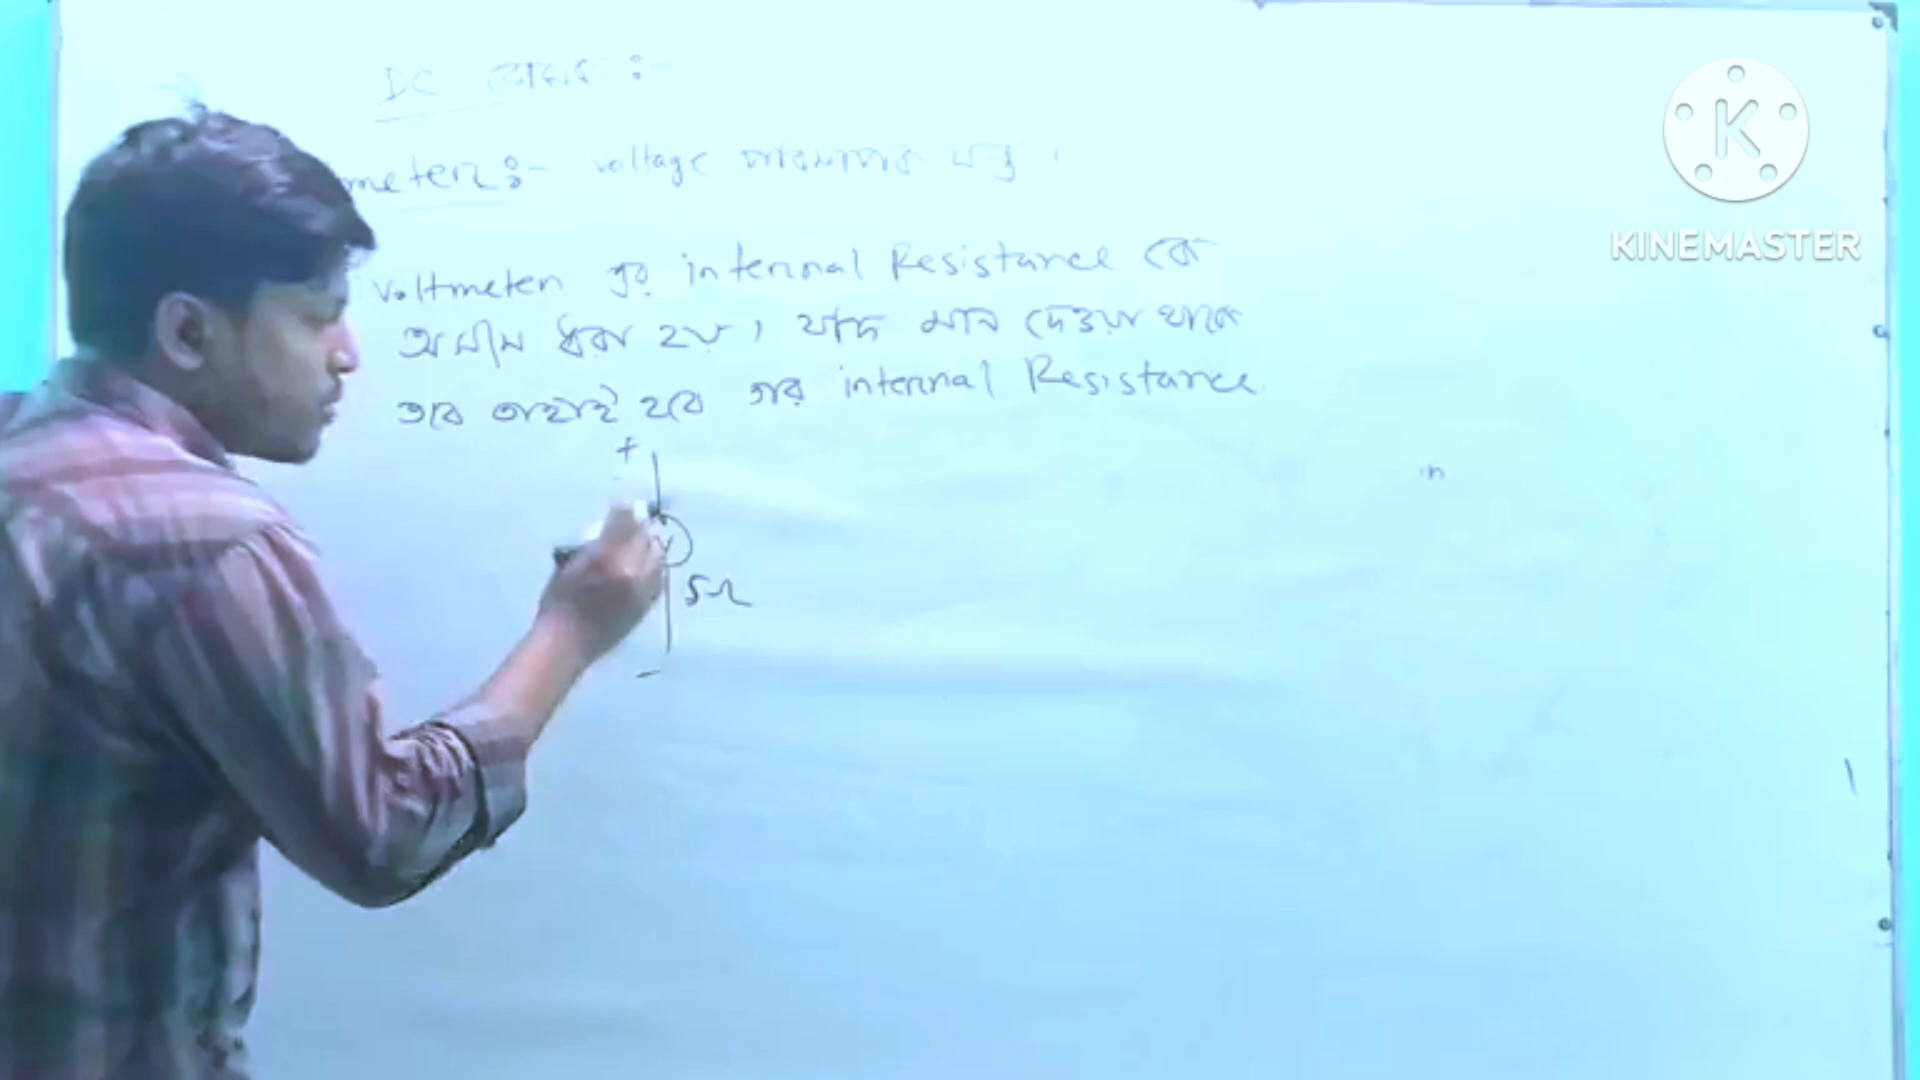 DC
meter:- voltage পরিমাপক যন্ত্র।
voltmeter এর internal Resistance কে
অসীম ধরা হয়, যদি মান দেওয়া থাকে
তবে তাহাই হবে তার internal Resistance.
+
V
5Ω
-
K
KINEMASTER